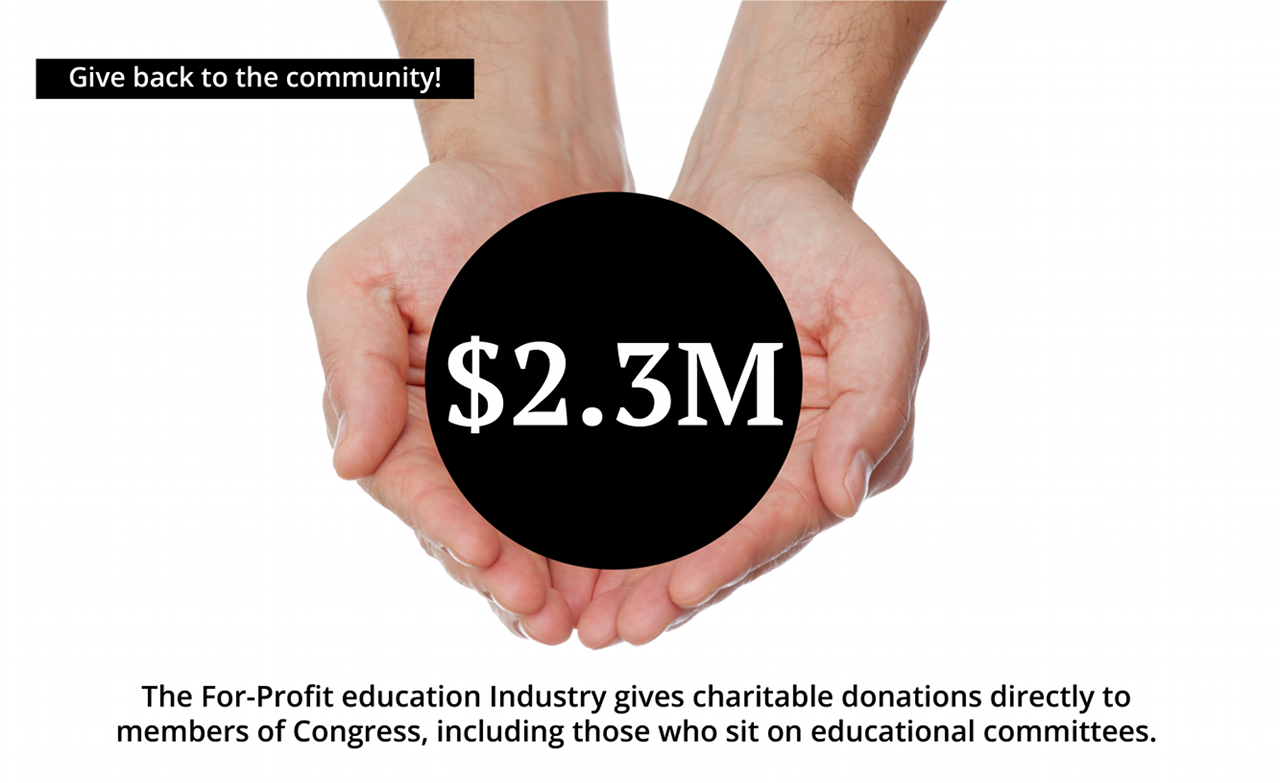 Give back to the community!
$2.3M
The For-Profit education Industry gives charitable donations directly to
members of Congress, including those who sit on educational committees.